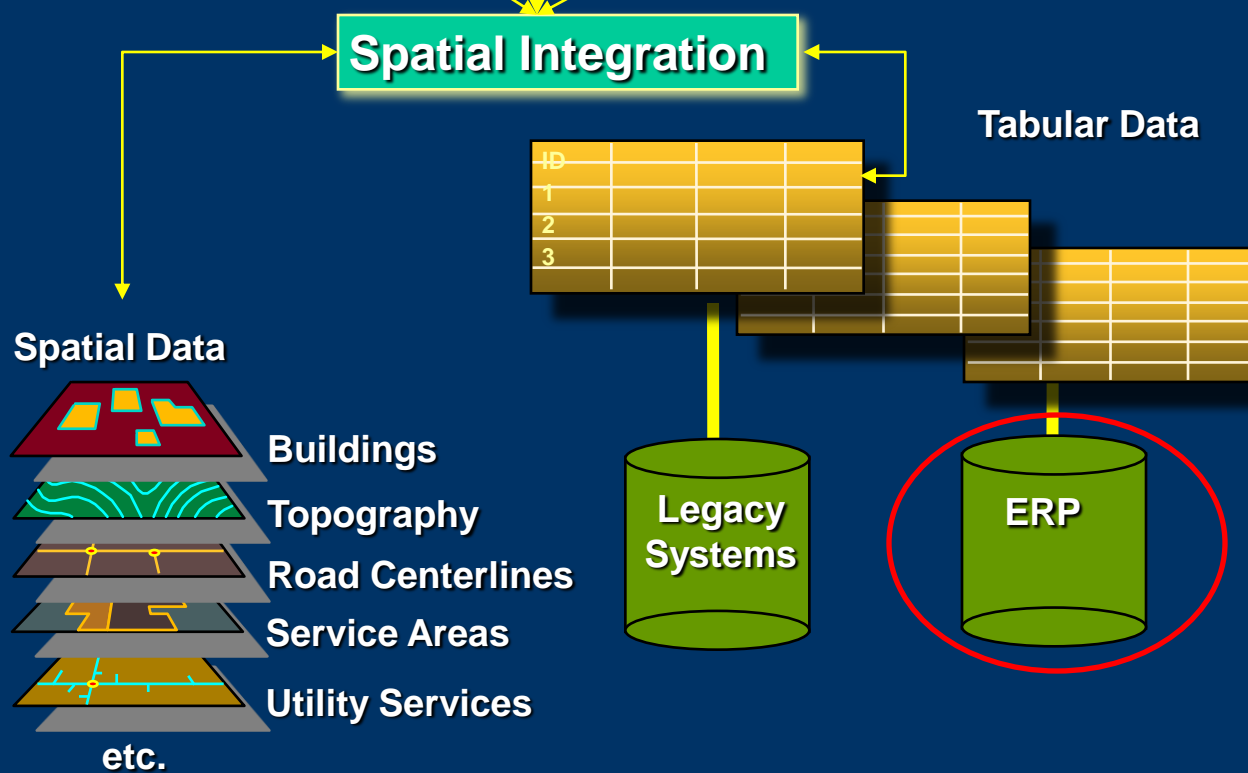 Spatial Integration
Tabular Data
ID
1
2
3
Spatial Data
Buildings
Topography
Road Centerlines
Service Areas
Utility Services
etc.
Legacy
Systems
ERP